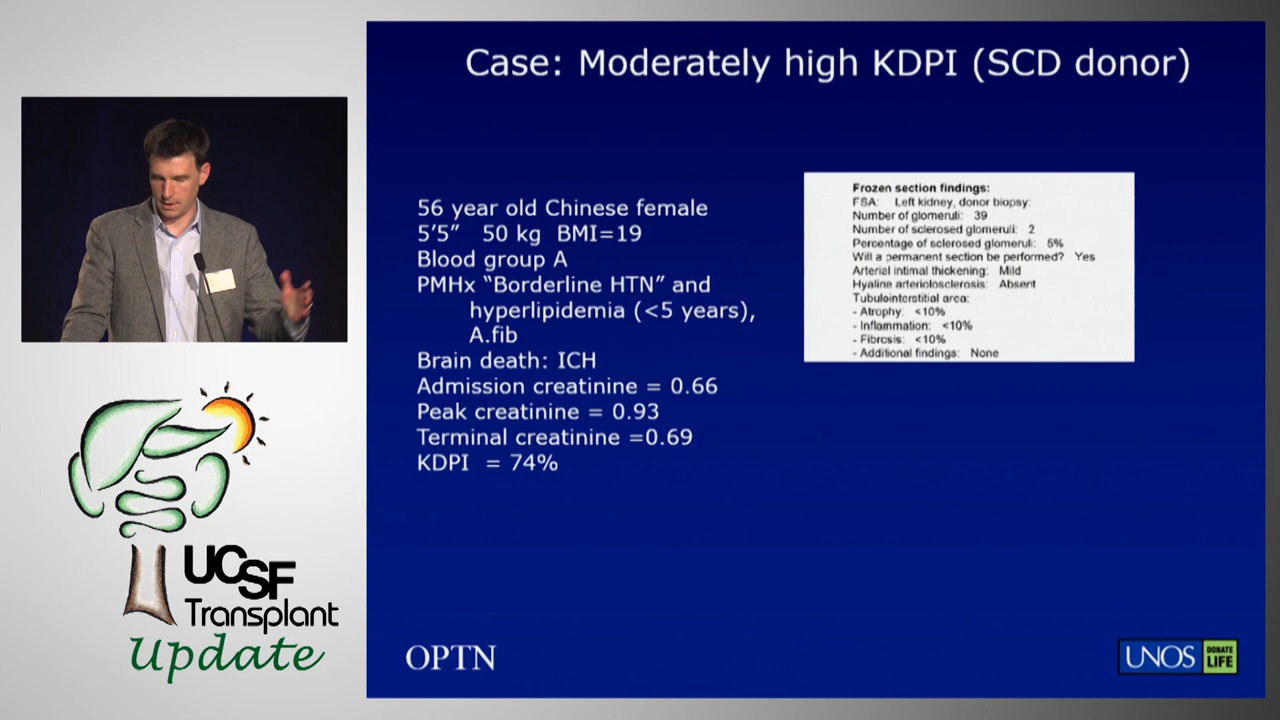 Case: Moderately high KDPI (SCD donor)
56 year old Chinese female
5'5" 50 kg BMI=19
Blood group A
PMHx "Borderline HTN" and
hyperlipidemia (<5 years),
A.fib
Brain death: ICH
Admission creatinine = 0.66
Peak creatinine = 0.93
Terminal creatinine =0.69
KDPI = 74%
Frozen section findings:
FSA: Left kidney, donor biopsy:
Number of glomeruli: 39
Number of sclerosed glomeruli: 2
Percentage of sclerosed glomeruli: 5%
Will a permanent section be performed? Yes
Arterial intimal thickening: Mild
Hyaline arteriolosclerosis: Absent
Tubulointerstitial area:
- Atrophy: <10%
- Inflammation: <10%
- Fibrosis: <10%
- Additional findings: None
UCSF
Transplant
Update
OPTN
UNOS
DONATE
LIFE